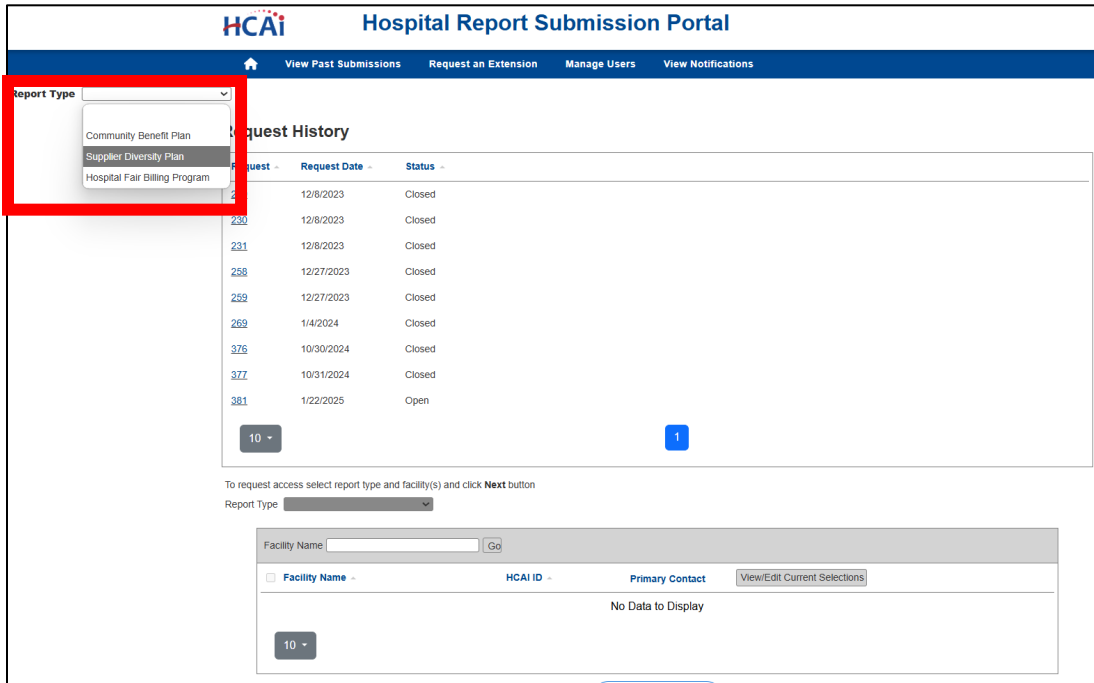 HCAi Hospital Report Submission Portal
View Past Submissions Request an Extension Manage Users View Notifications
Report Type
Community Benefit Plan
Supplier Diversity Plan
Hospital Fair Billing Program
Request History
Request Request Date Status
12/8/2023 Closed
230 12/8/2023 Closed
231 12/8/2023 Closed
258 12/27/2023 Closed
259 12/27/2023 Closed
269 1/4/2024 Closed
376 10/30/2024 Closed
377 10/31/2024 Closed
381 1/22/2025 Open
10 1
To request access select report type and facility(s) and click Next button
Report Type
Facility Name Go
Facility Name HCAI ID Primary Contact View/Edit Current Selections
No Data to Display
10